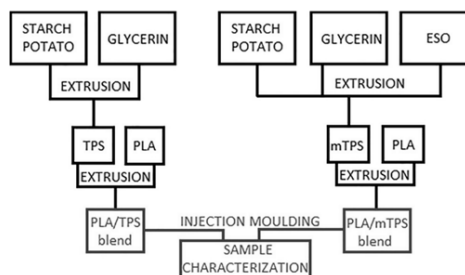 STARCH
POTATO
GLYCERIN
STARCH
POTATO
GLYCERIN
ESO
EXTRUSION
EXTRUSION
TPS
PLA
mTPS
PLA
EXTRUSION
EXTRUSION
PLA/TPS
blend
INJECTION MOULDING
PLA/mTPS
blend
SAMPLE
CHARACTERIZATION